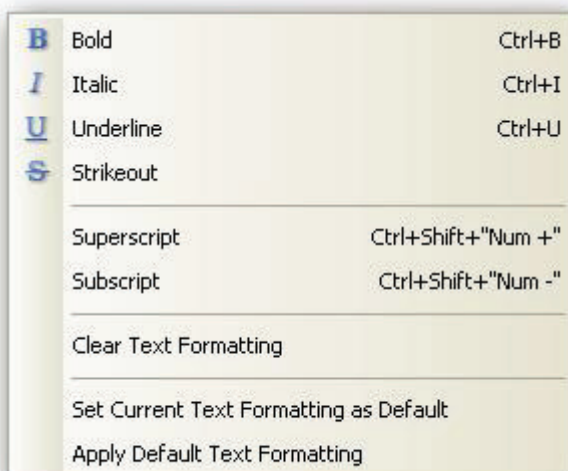 B Bold Ctrl+B
I Italic Ctrl+I
U Underline Ctrl+U
S Strikeout
Superscript Ctrl+Shift+"Num +"
Subscript Ctrl+Shift+"Num -"
Clear Text Formatting
Set Current Text Formatting as Default
Apply Default Text Formatting